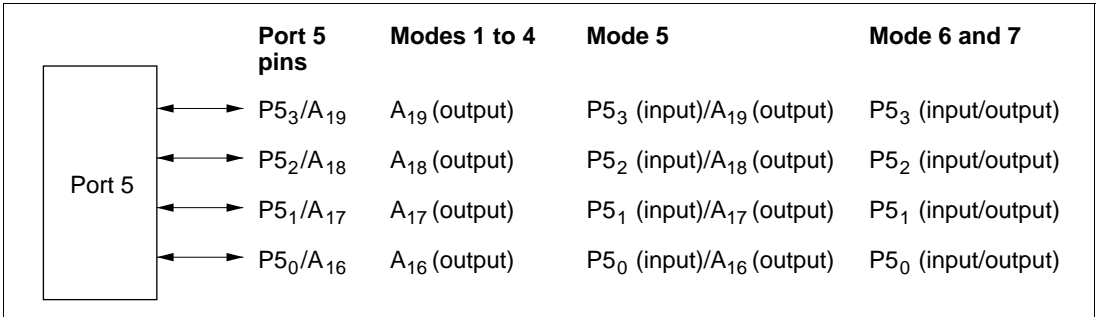 Port 5 pins Modes 1 to 4 Mode 5 Mode 6 and 7
P5₃/A₁₉ A₁₉ (output) P5₃ (input)/A₁₉ (output) P5₃ (input/output)
P5₂/A₁₈ A₁₈ (output) P5₂ (input)/A₁₈ (output) P5₂ (input/output)
Port 5
P5₁/A₁₇ A₁₇ (output) P5₁ (input)/A₁₇ (output) P5₁ (input/output)
P5₀/A₁₆ A₁₆ (output) P5₀ (input)/A₁₆ (output) P5₀ (input/output)